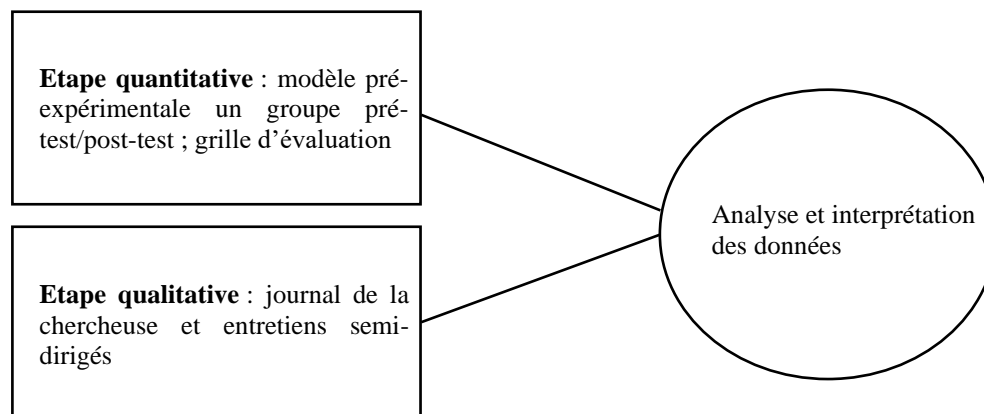 Etape quantitative : modèle pré-
expérimentale un groupe pré-
test/post-test ; grille d'évaluation
Analyse et interprétation
des données
Etape qualitative : journal de la
chercheuse et entretiens semi-
dirigés